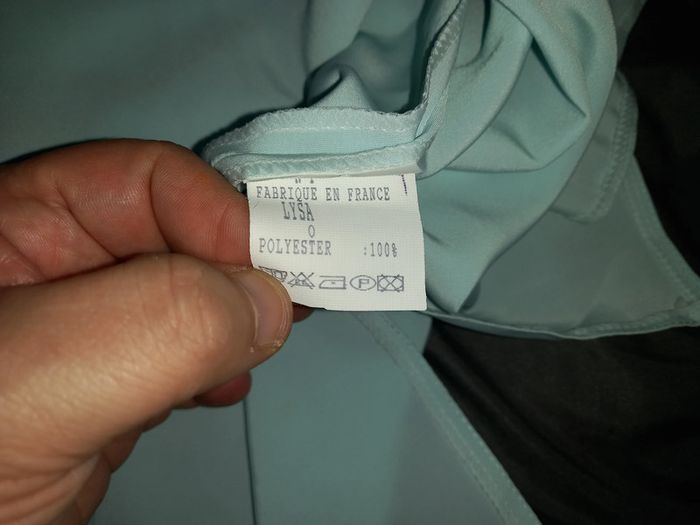 FABRIQUE EN FRANCE
LYSA
0
POLYESTER :100%
P